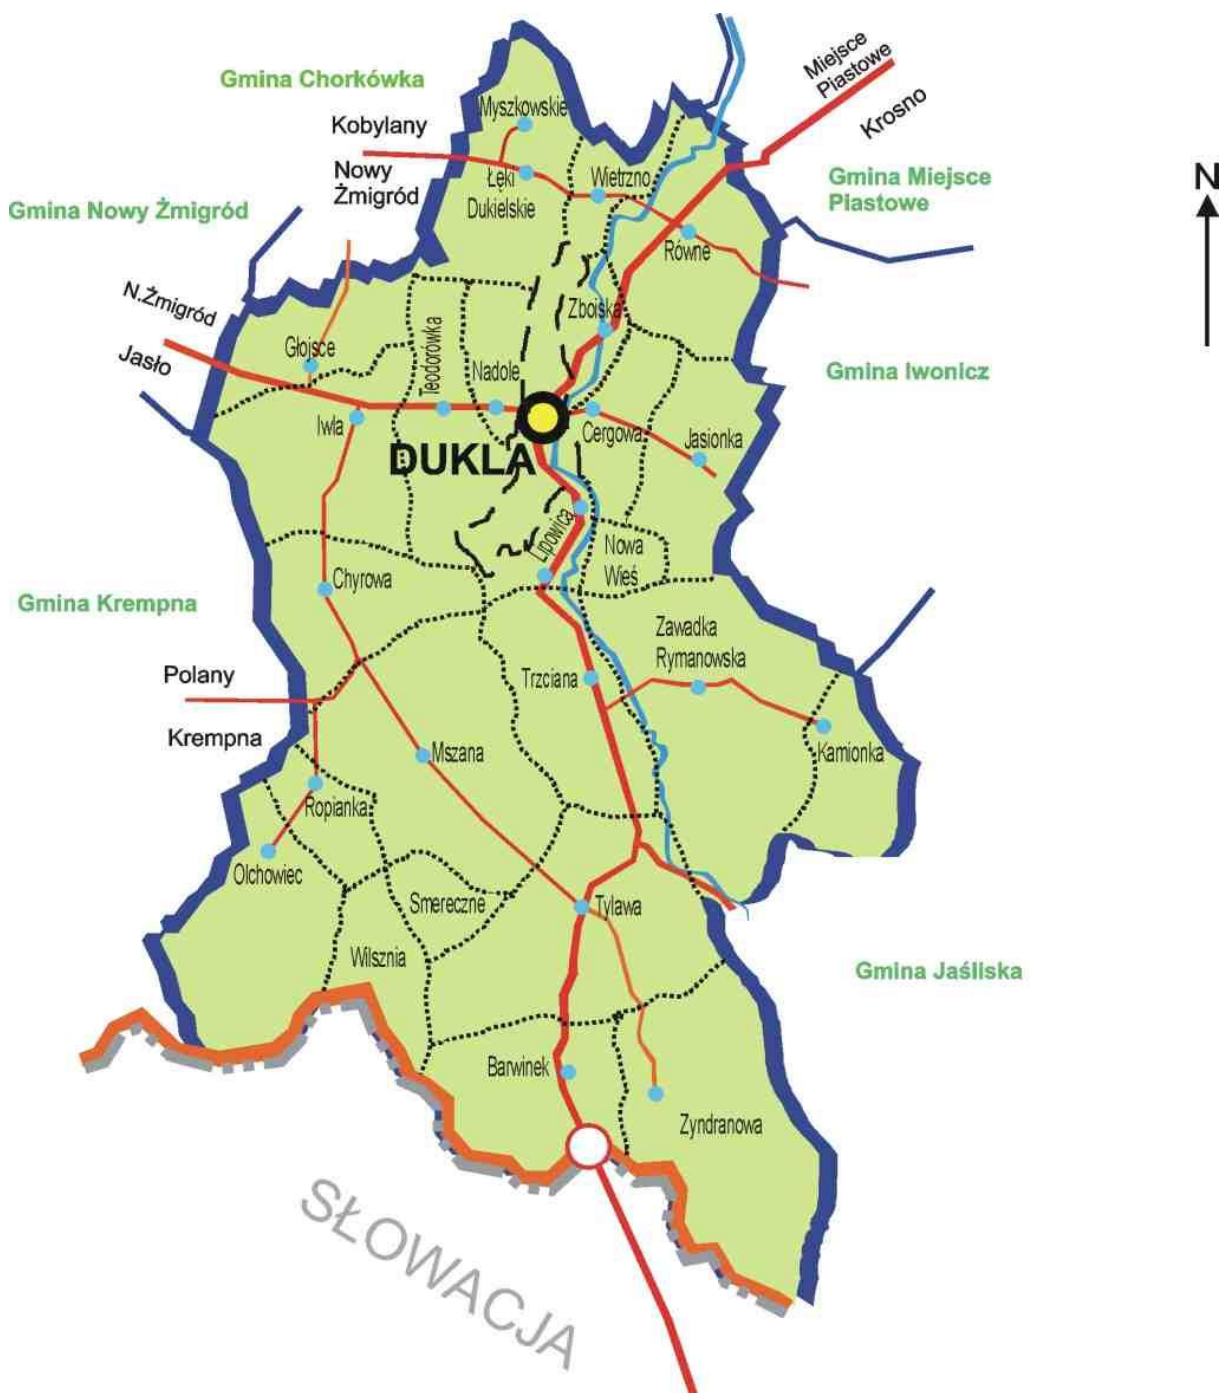 Miejsce
Piastowe
Krosno
Gmina Chorkówka
Myszkowskie
Kobylany
Nowy
Żmigród
Łęki
Dukielskie
Wietrzno
Gmina Miejsce
Piastowe
N
Gmina Nowy Żmigród
Równe
N.Żmigród
Jasło
Zboiska
Głojsce
Teodorówka
Nadole
Gmina Iwonicz
Iwla
Cergowa
Jasionka
DUKLA
Lipowica
Nowa
Wieś
Chyrowa
Gmina Krempna
Zawadka
Rymanowska
Polany
Trzciana
Krempna
Mszana
Kamionka
Ropianka
Olchowiec
Smereczne
Tylawa
Wilsznia
Gmina Jaśliska
Barwinek
Zyndranowa
SŁOWACJA